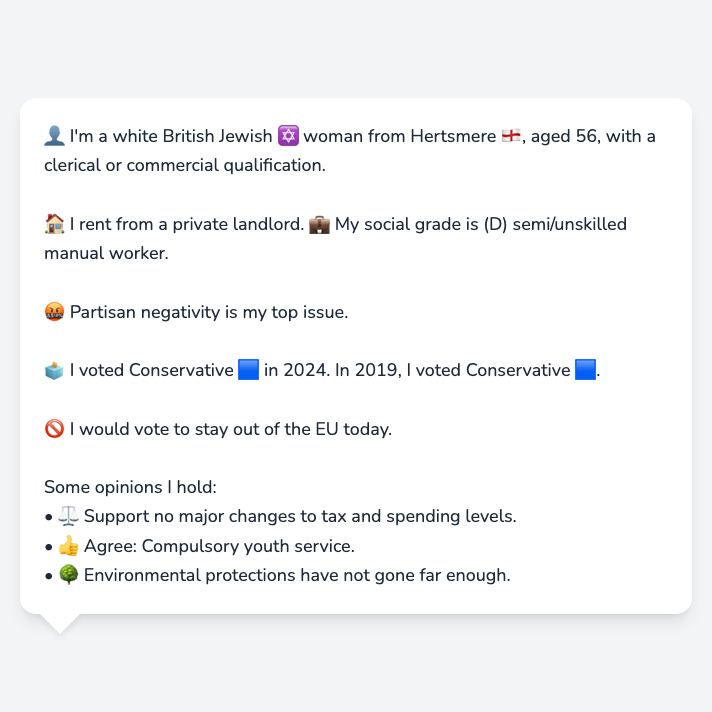 👤 I'm a white British Jewish ✡️ woman from Hertsmere 🏴󠁧󠁢󠁥󠁮󠁧󠁿, aged 56, with a
clerical or commercial qualification.
🏠 I rent from a private landlord. 💼 My social grade is (D) semi/unskilled
manual worker.
🤬 Partisan negativity is my top issue.
🗳️ I voted Conservative 🟦 in 2024. In 2019, I voted Conservative 🟦.
🚫 I would vote to stay out of the EU today.
Some opinions I hold:
• ⚖️ Support no major changes to tax and spending levels.
• 👍 Agree: Compulsory youth service.
• 🌳 Environmental protections have not gone far enough.